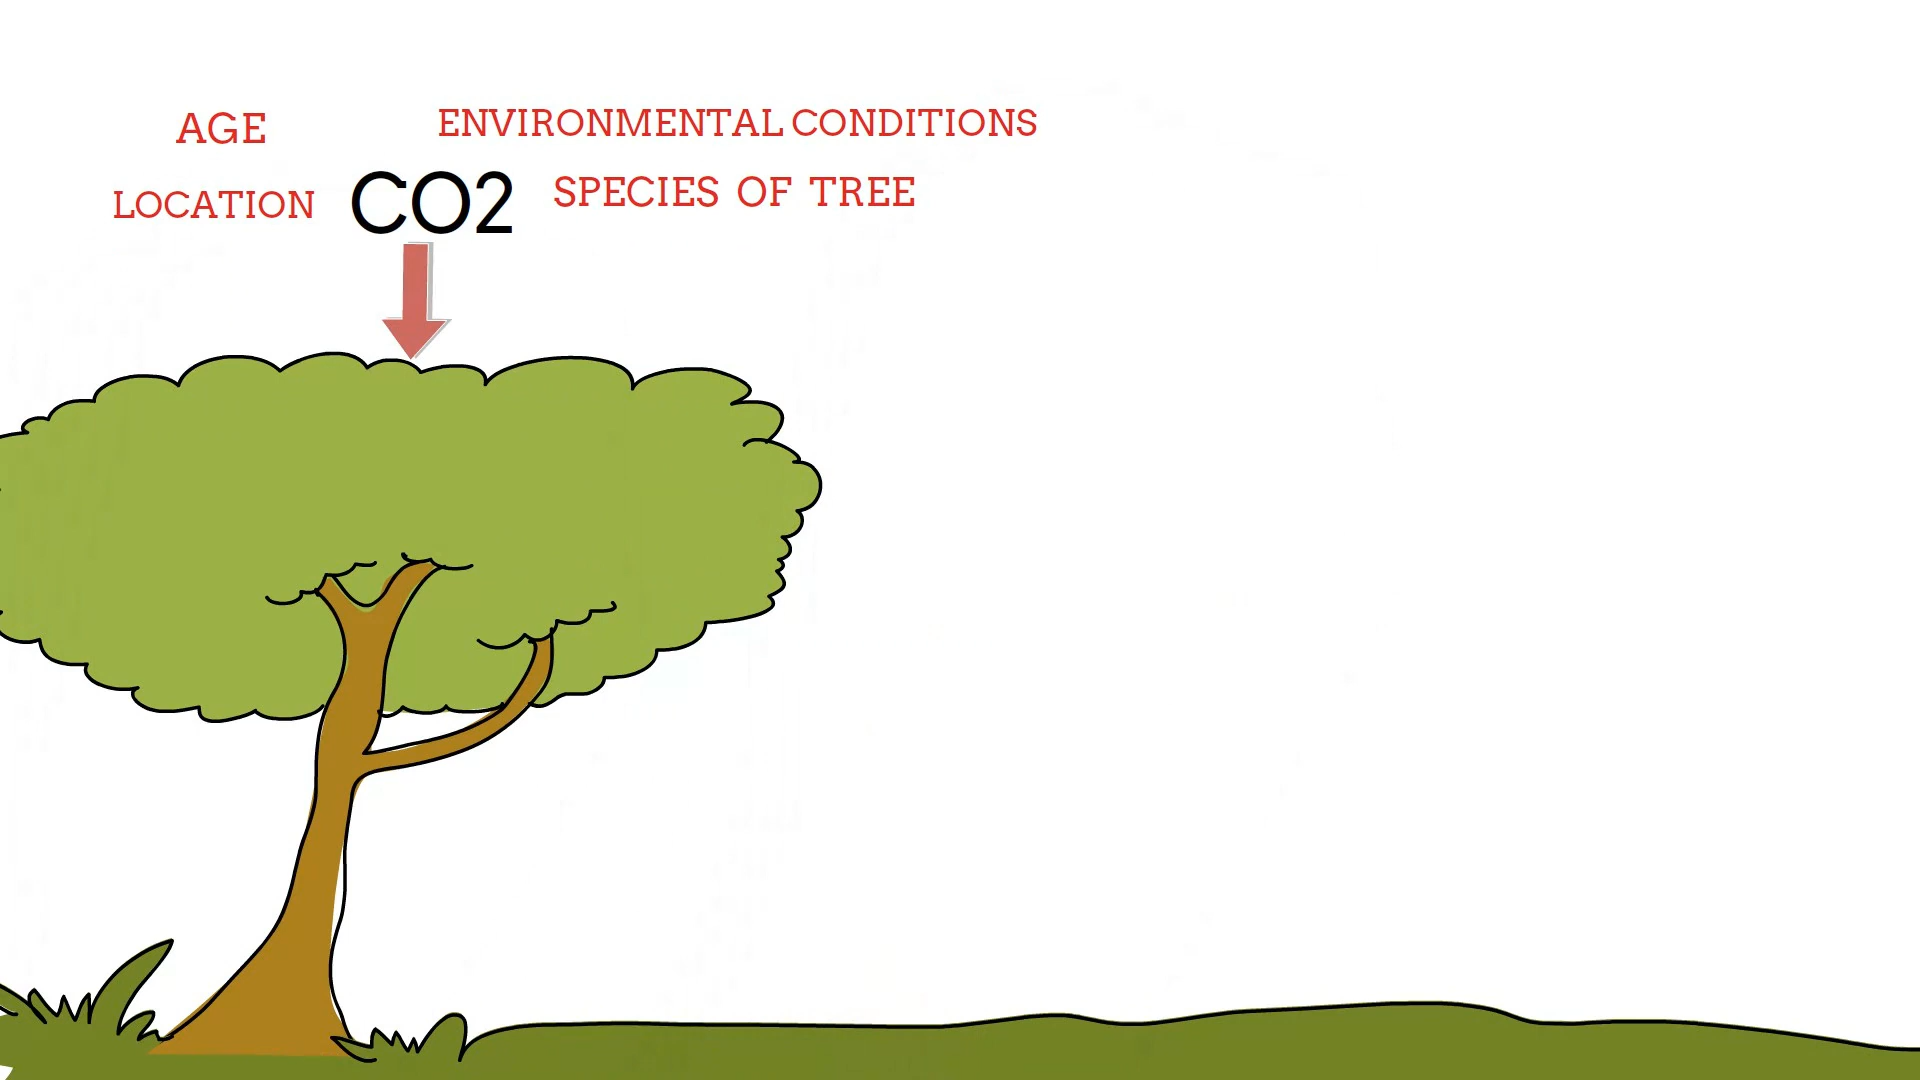 AGE
ENVIRONMENTAL CONDITIONS
LOCATION
CO2
SPECIES OF TREE